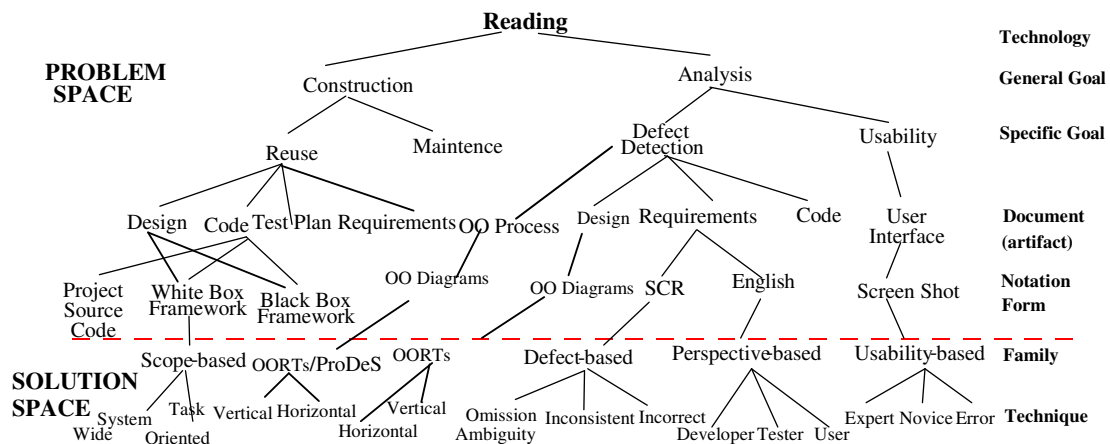 Reading
Technology
PROBLEM
SPACE
Construction
Analysis
General Goal
Reuse
Maintence
Defect
Detection
Usability
Specific Goal
Design
Code
Test Plan
Requirements
OO Process
Design
Requirements
Code
User
Interface
Document
(artifact)
Project
Source
Code
White Box
Framework
Black Box
Framework
OO Diagrams
OO Diagrams
SCR
English
Screen Shot
Notation
Form
SOLUTION
SPACE
Scope-based
OORTs/ProDeS
OORTs
Defect-based
Perspective-based
Usability-based
Family
System
Wide
Task
Oriented
Vertical
Horizontal
Horizontal
Vertical
Omission
Ambiguity
Inconsistent
Incorrect
Developer
Tester
User
Expert
Novice
Error
Technique